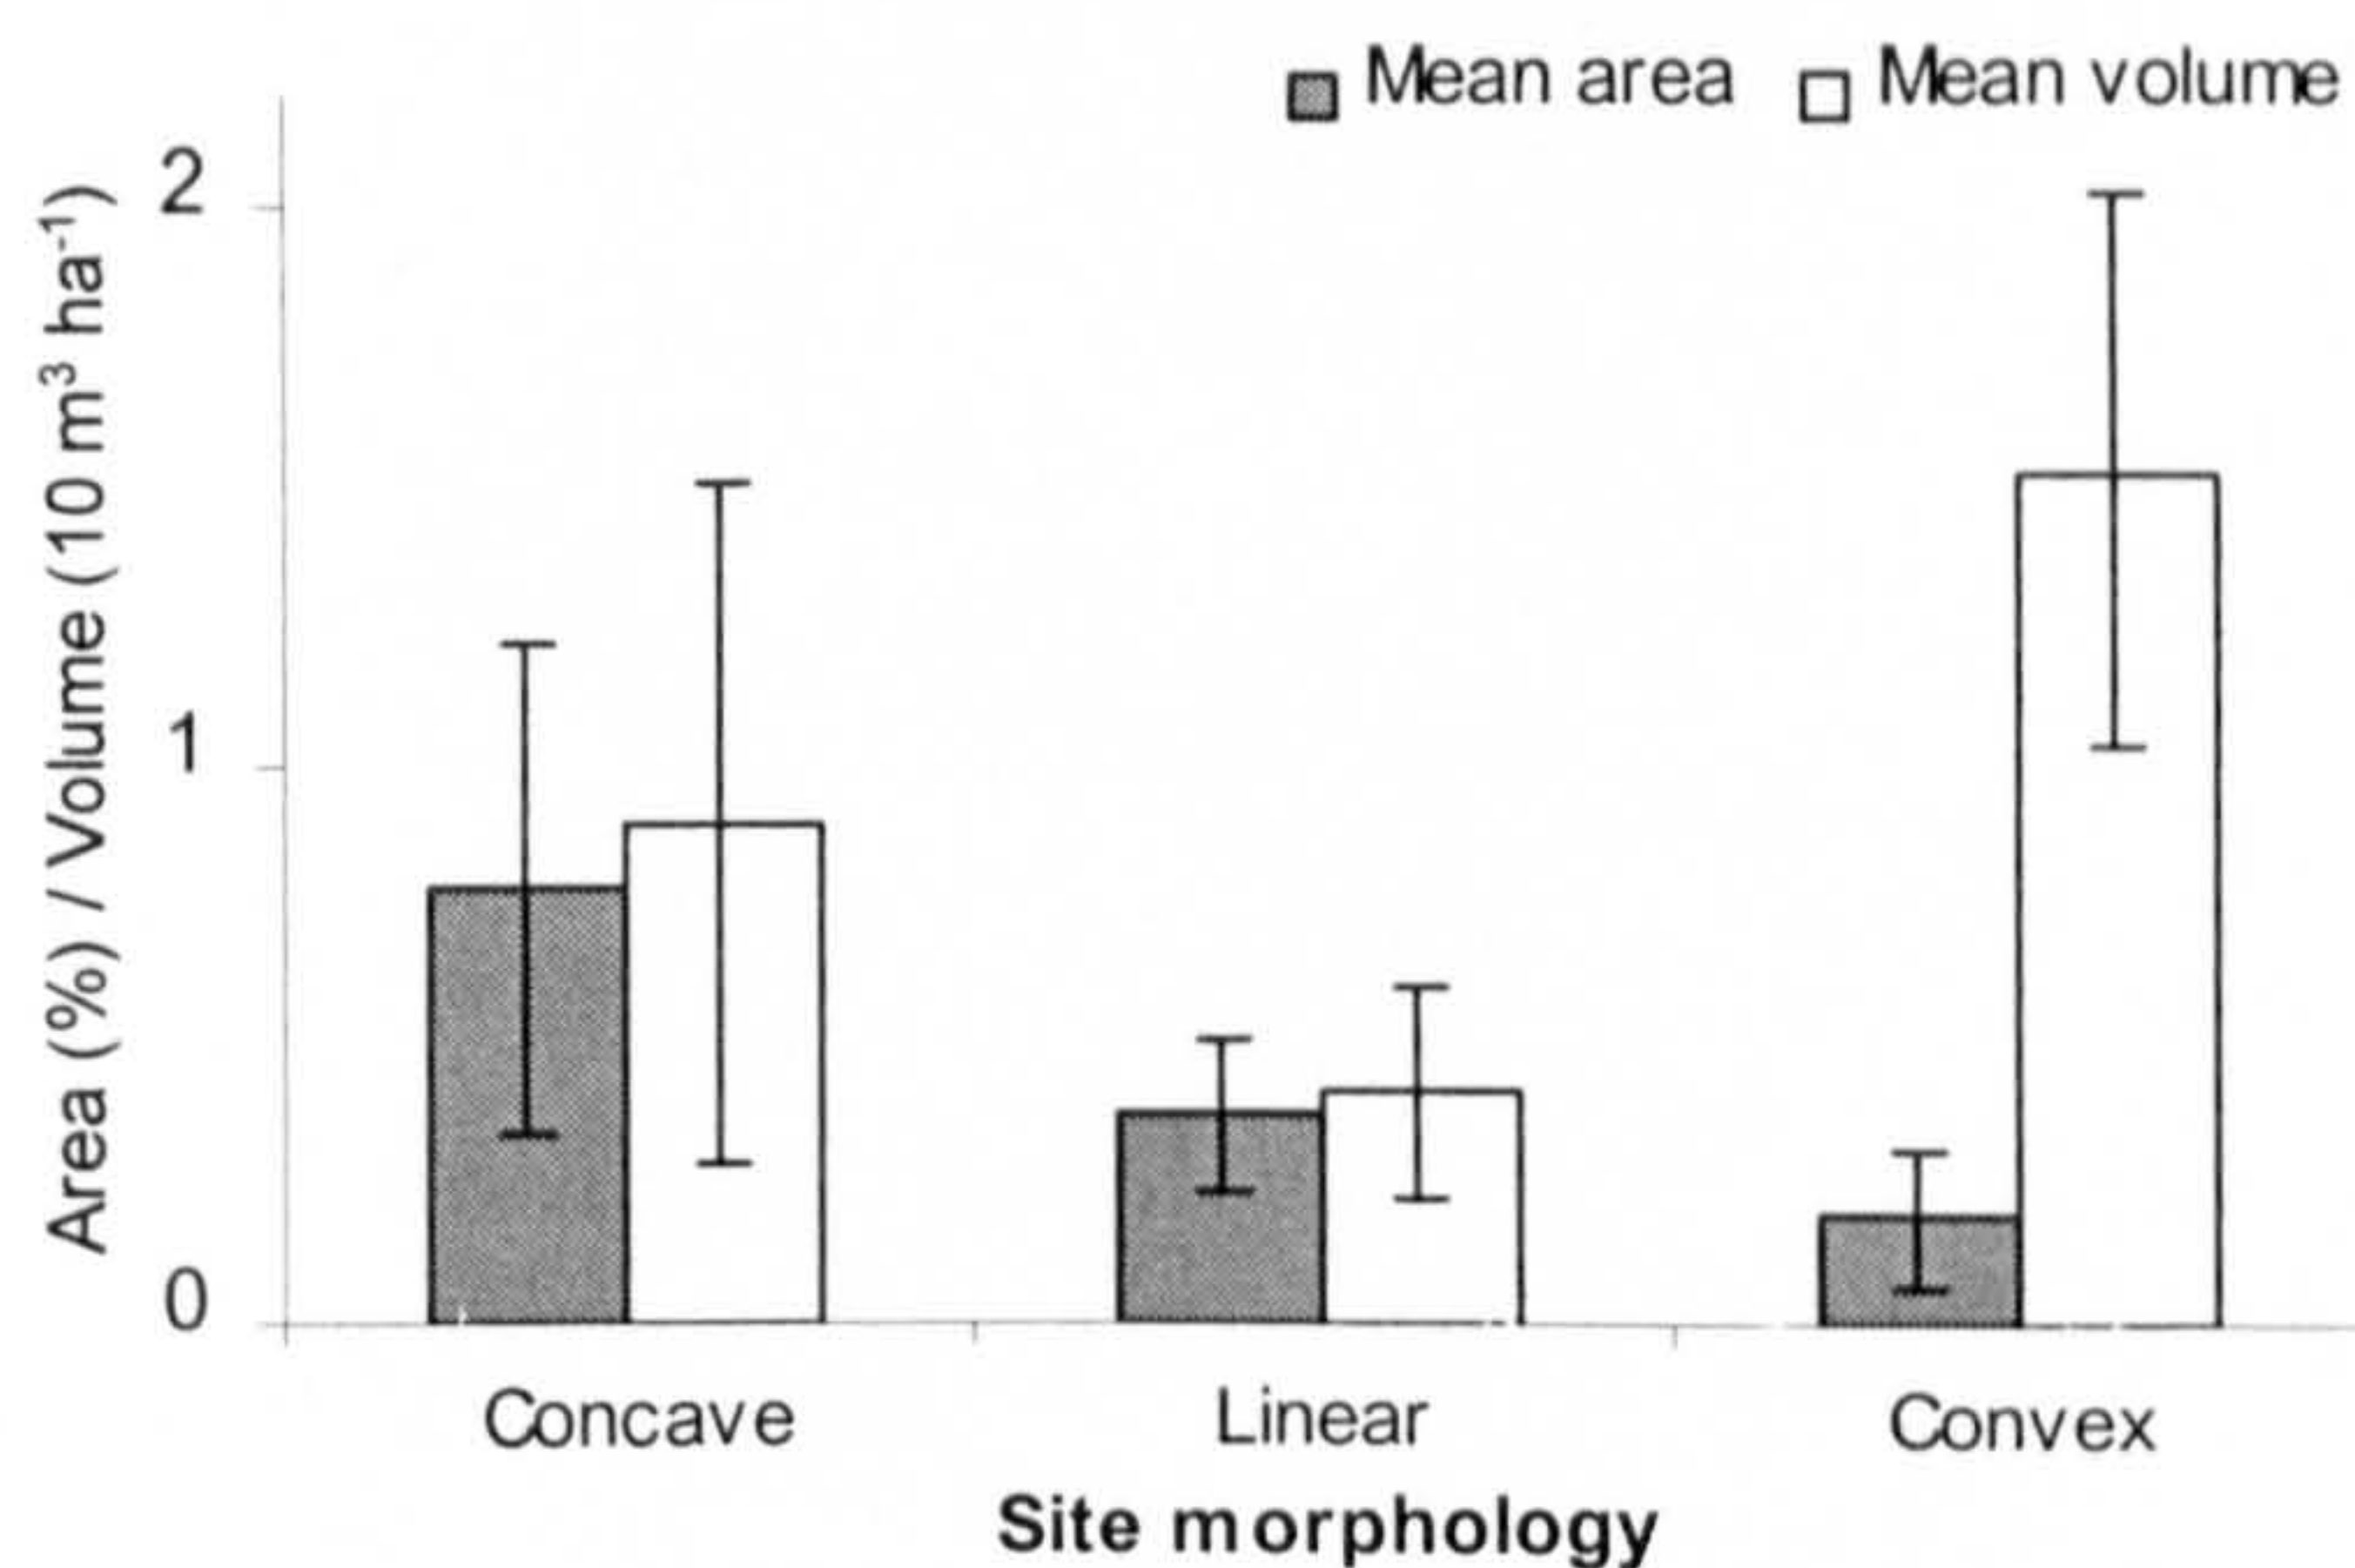 Mean area Mean volume
Area (%) / Volume (10 m³ ha⁻¹)
2
1
0
Concave Linear Convex
Site morphology